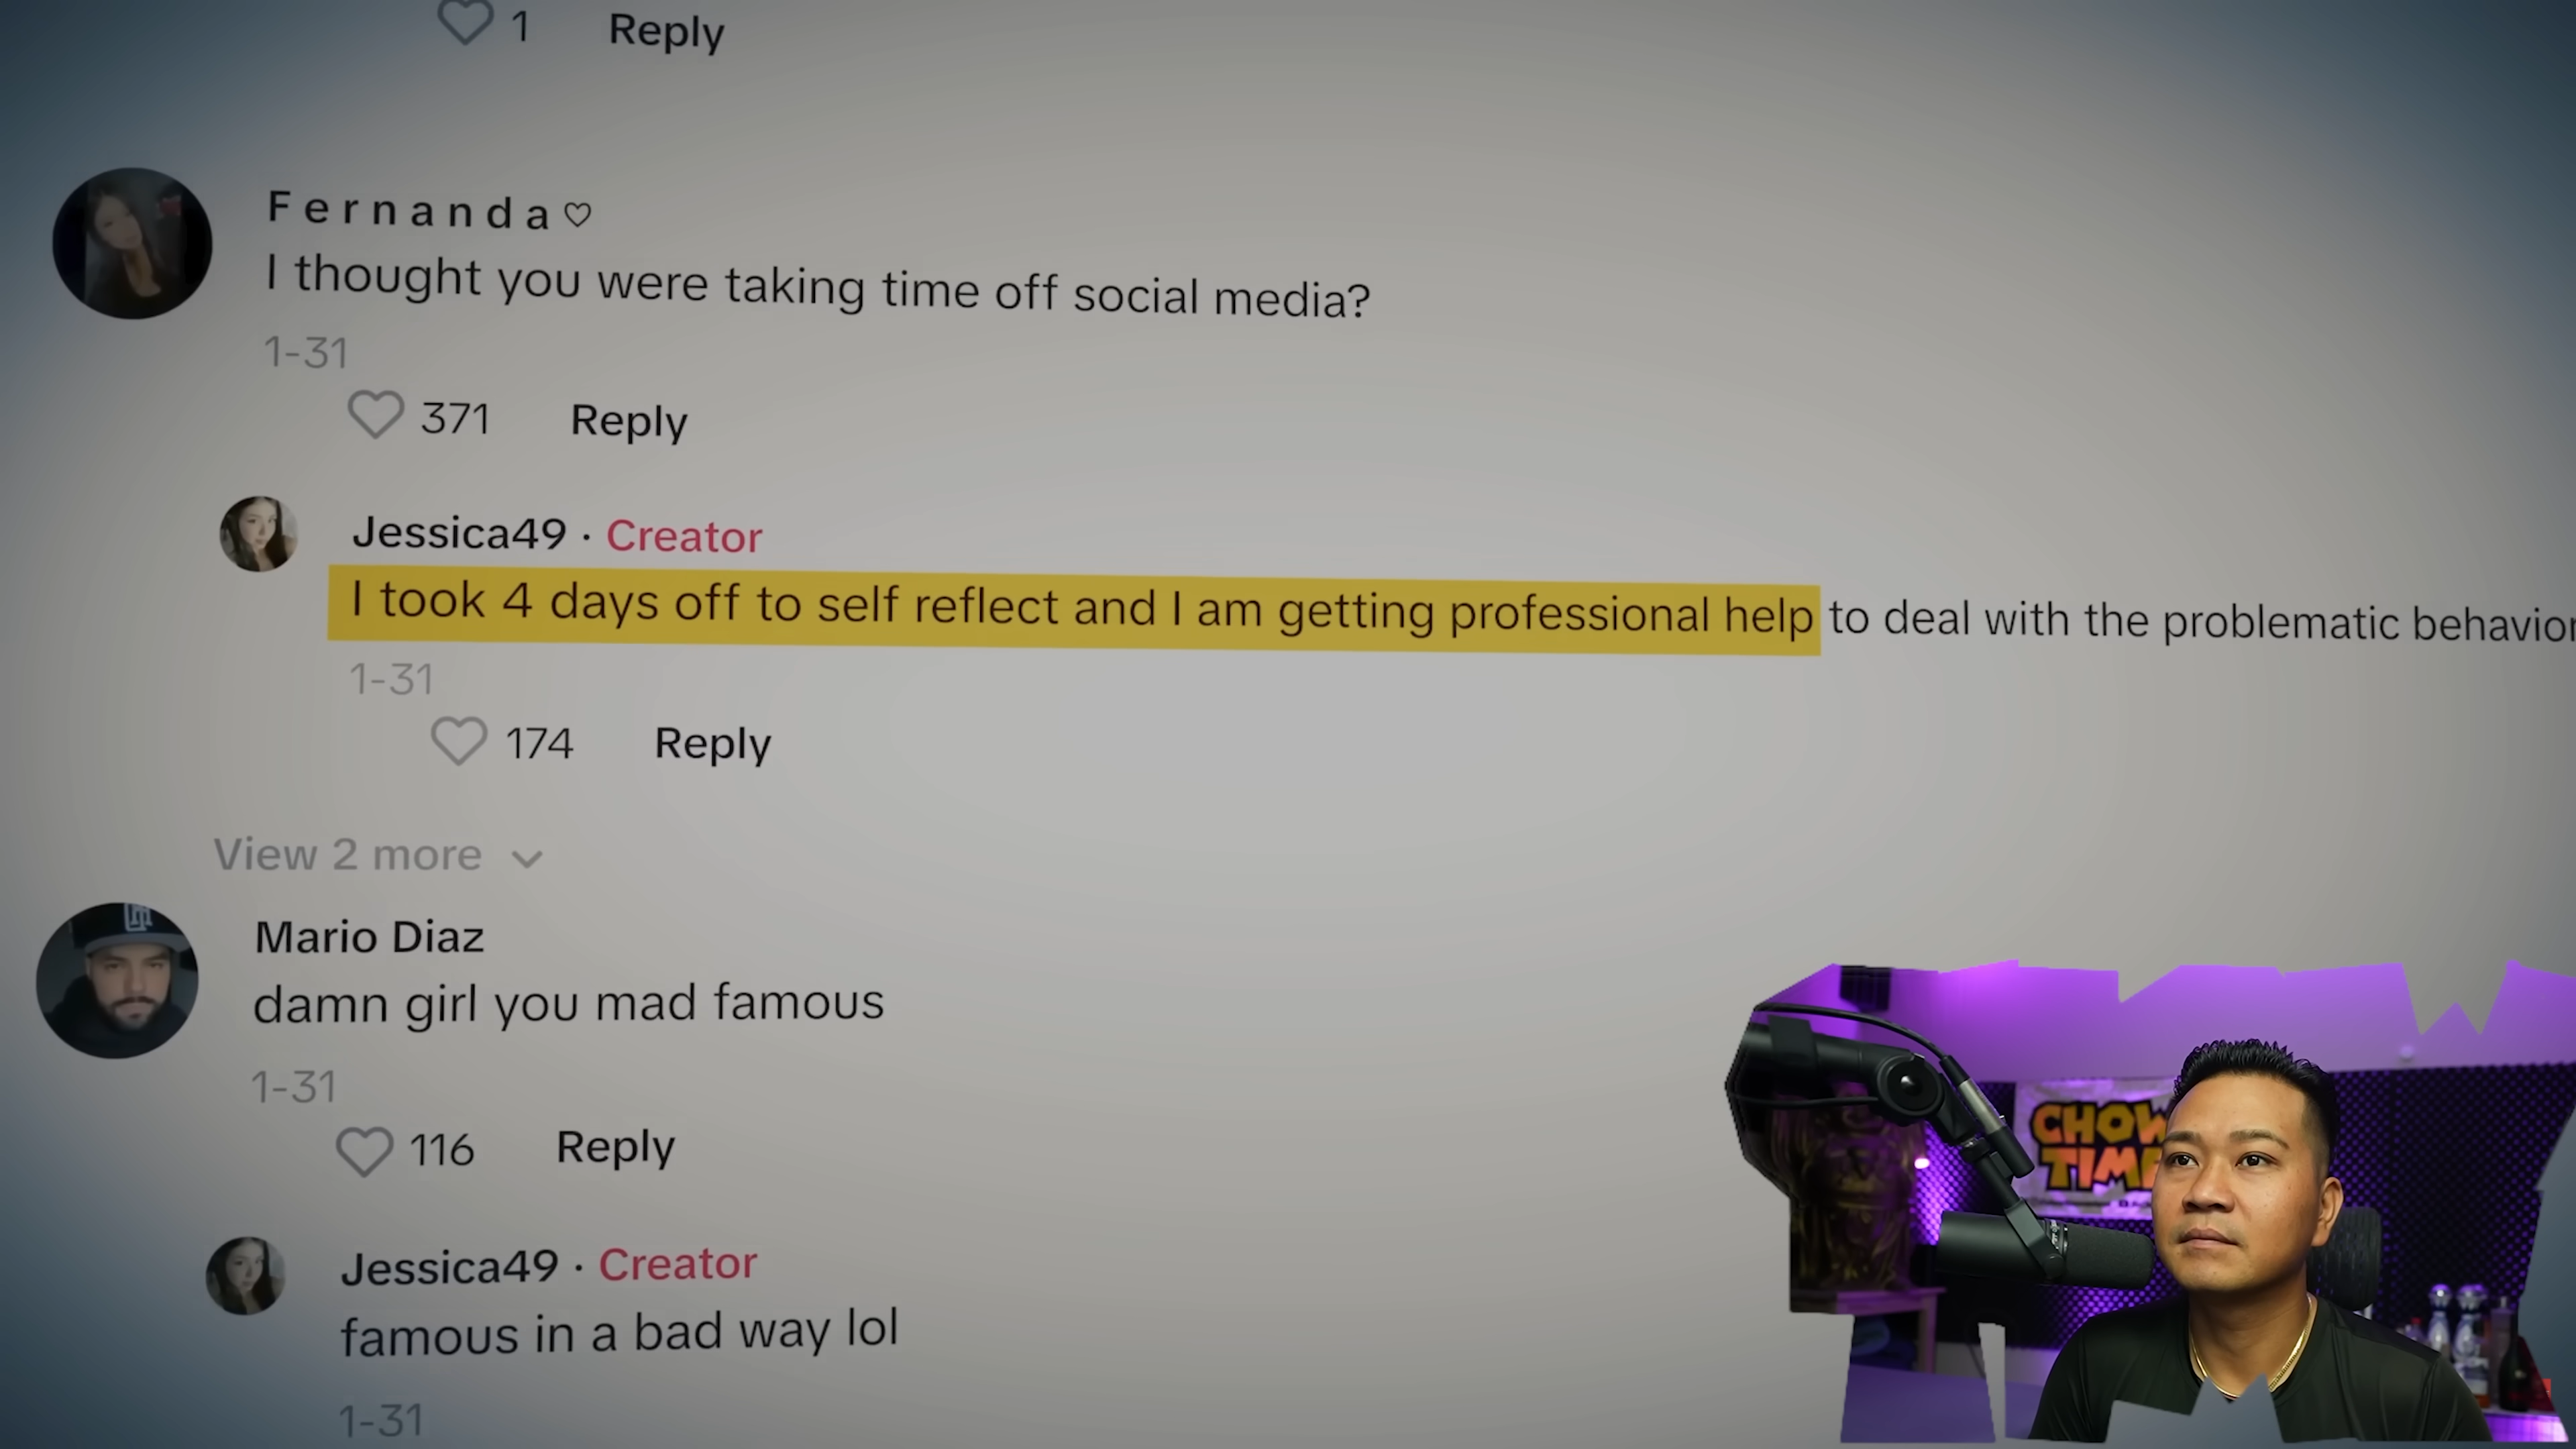 1 Reply
Fernanda♡
I thought you were taking time off social media?
1-31
371 Reply
Jessica49 · Creator
I took 4 days off to self reflect and I am getting professional help to deal with the problematic behavior
1-31
174 Reply
View 2 more
Mario Diaz
damn girl you mad famous
1-31
116 Reply
Jessica49 · Creator
famous in a bad way lol
1-31
CHOW
TIME